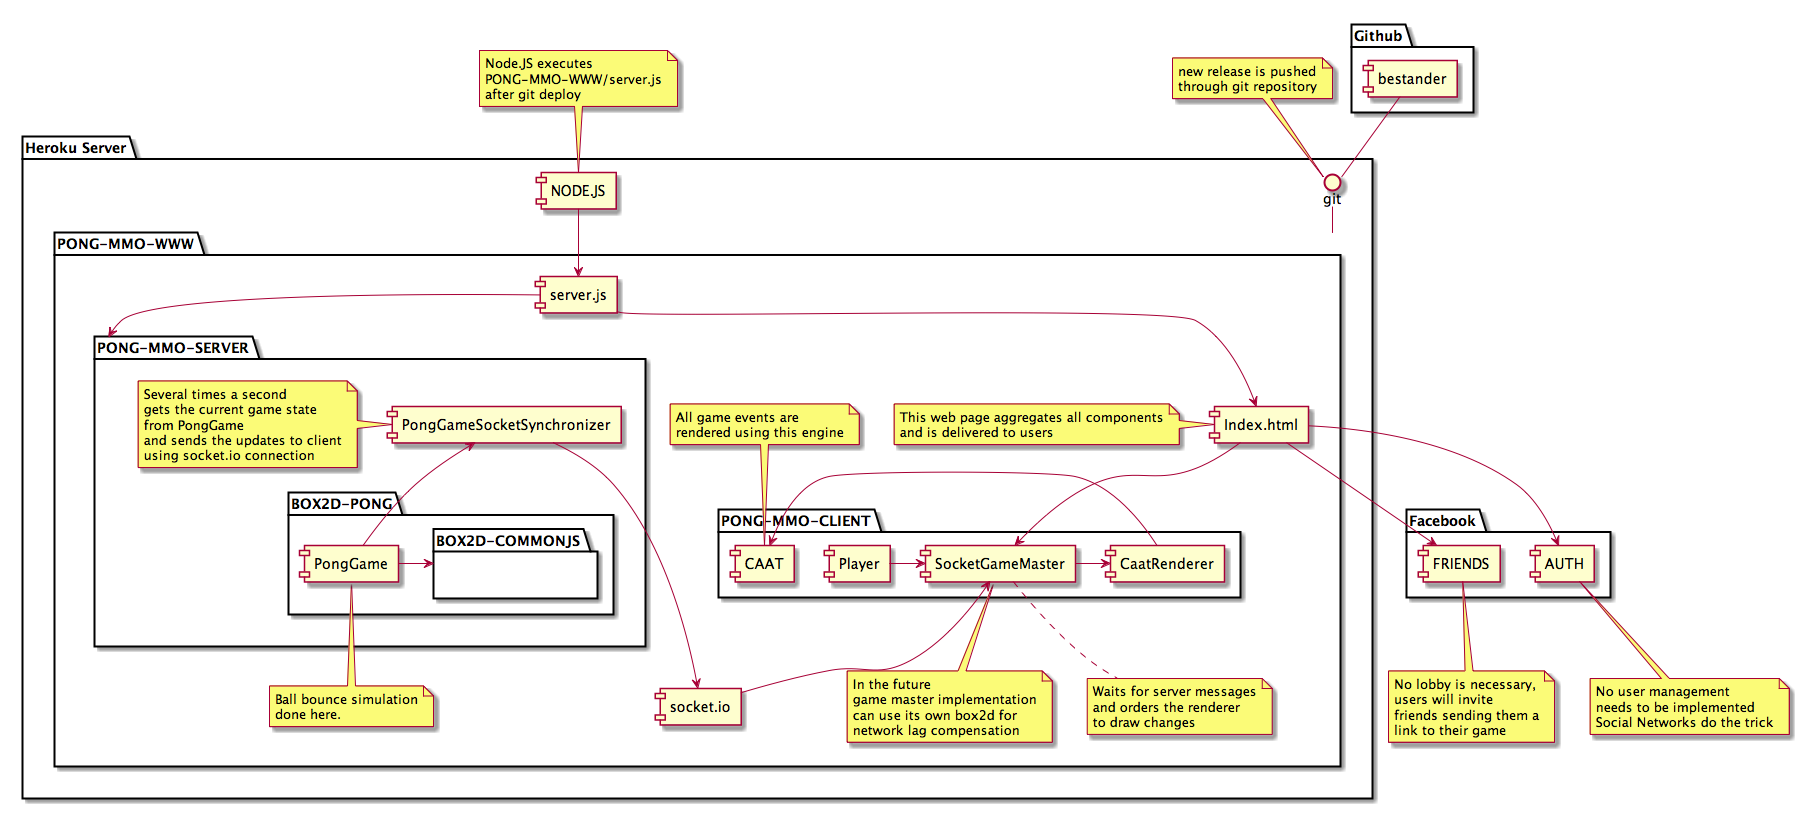 Github
bestander
Node.JS executes
PONG-MMO-WWW/server.js
after git deploy
new release is pushed
through git repository
Heroku Server
NODE.JS
git
PONG-MMO-WWW
server.js
PONG-MMO-SERVER
Several times a second
gets the current game state
from PongGame
and sends the updates to client
using socket.io connection
PongGameSocketSynchronizer
All game events are
rendered using this engine
This web page aggregates all components
and is delivered to users
Index.html
BOX2D-PONG
PongGame
BOX2D-COMMONJS
PONG-MMO-CLIENT
CAAT
Player
SocketGameMaster
CaatRenderer
Facebook
FRIENDS
AUTH
Ball bounce simulation
done here.
socket.io
In the future
game master implementation
can use its own box2d for
network lag compensation
Waits for server messages
and orders the renderer
to draw changes
No lobby is necessary,
users will invite
friends sending them a
link to their game
No user management
needs to be implemented
Social Networks do the trick